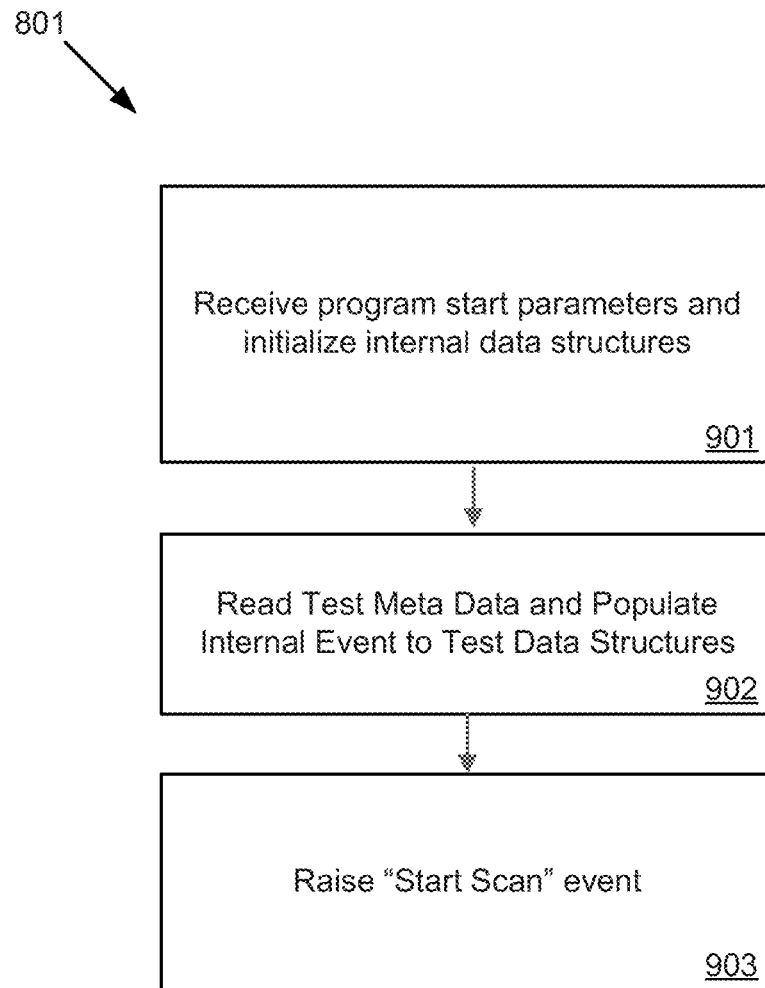 801
Receive program start parameters and
initialize internal data structures
901
Read Test Meta Data and Populate
Internal Event to Test Data Structures
902
Raise “Start Scan” event
903